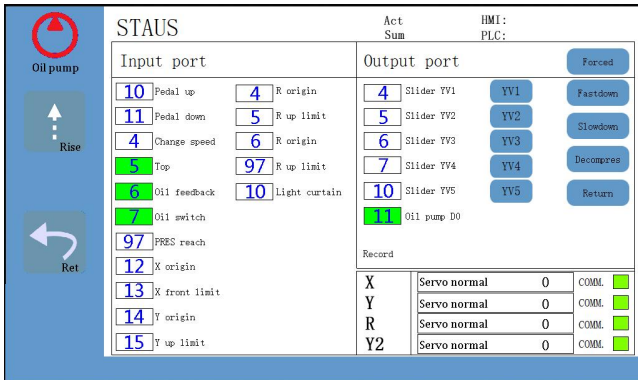 Oil pump
Rise
Ret
STAUS
Act
Sum
HMI:
PLC:
Input port
10 Pedal up
11 Pedal down
4 Change speed
5 Top
6 Oil feedback
7 Oil switch
97 PRES reach
12 X origin
13 X front limit
14 Y origin
15 Y up limit
4 R origin
5 R up limit
6 R origin
97 R up limit
10 Light curtain
Output port
4 Slider YV1
5 Slider YV2
6 Slider YV3
7 Slider YV4
10 Slider YV5
11 Oil pump D0
YV1
YV2
YV3
YV4
YV5
Forced
Fastdown
Slowdown
Decompres
Return
Record
X Servo normal 0 COMM.
Y Servo normal 0 COMM.
R Servo normal 0 COMM.
Y2 Servo normal 0 COMM.